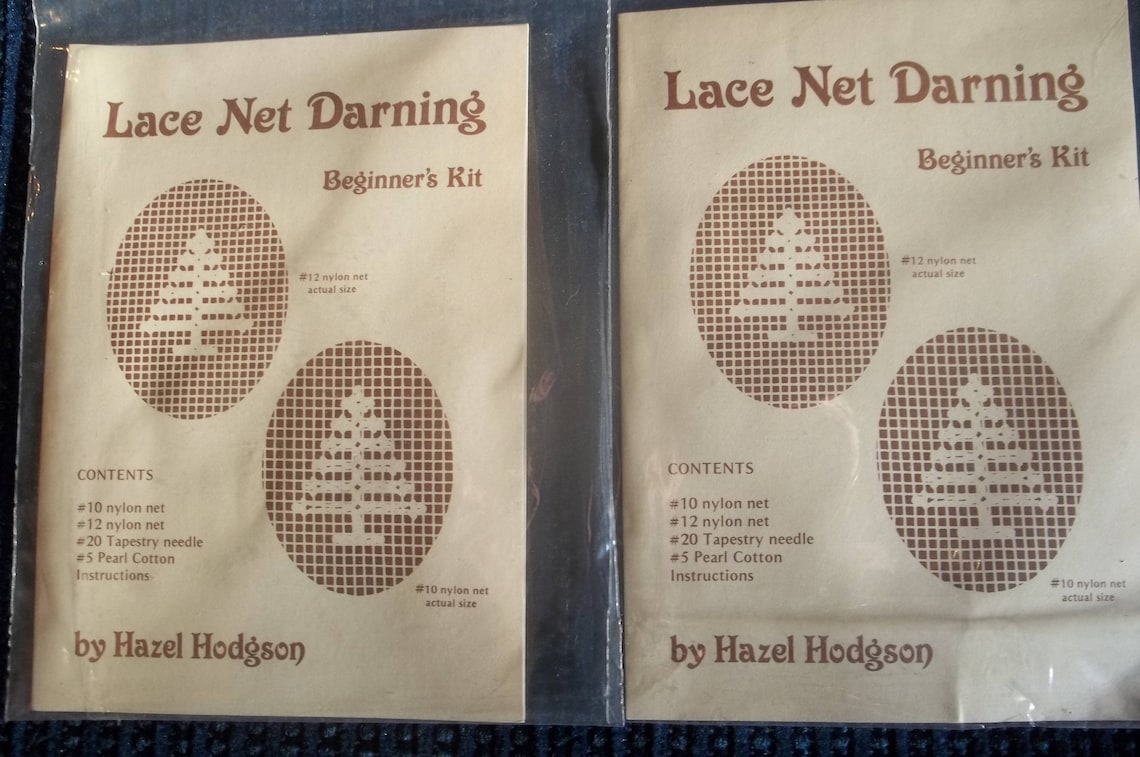 Lace Net Darning
Beginner's Kit
#12 nylon net
actual size
CONTENTS
#10 nylon net
#12 nylon net
#20 Tapestry needle
#5 Pearl Cotton
Instructions
#10 nylon net
actual size
by Hazel Hodgson
Lace Net Darning
Beginner's Kit
#12 nylon net
actual size
CONTENTS
#10 nylon net
#12 nylon net
#20 Tapestry needle
#5 Pearl Cotton
Instructions
#10 nylon net
actual size
by Hazel Hodgson